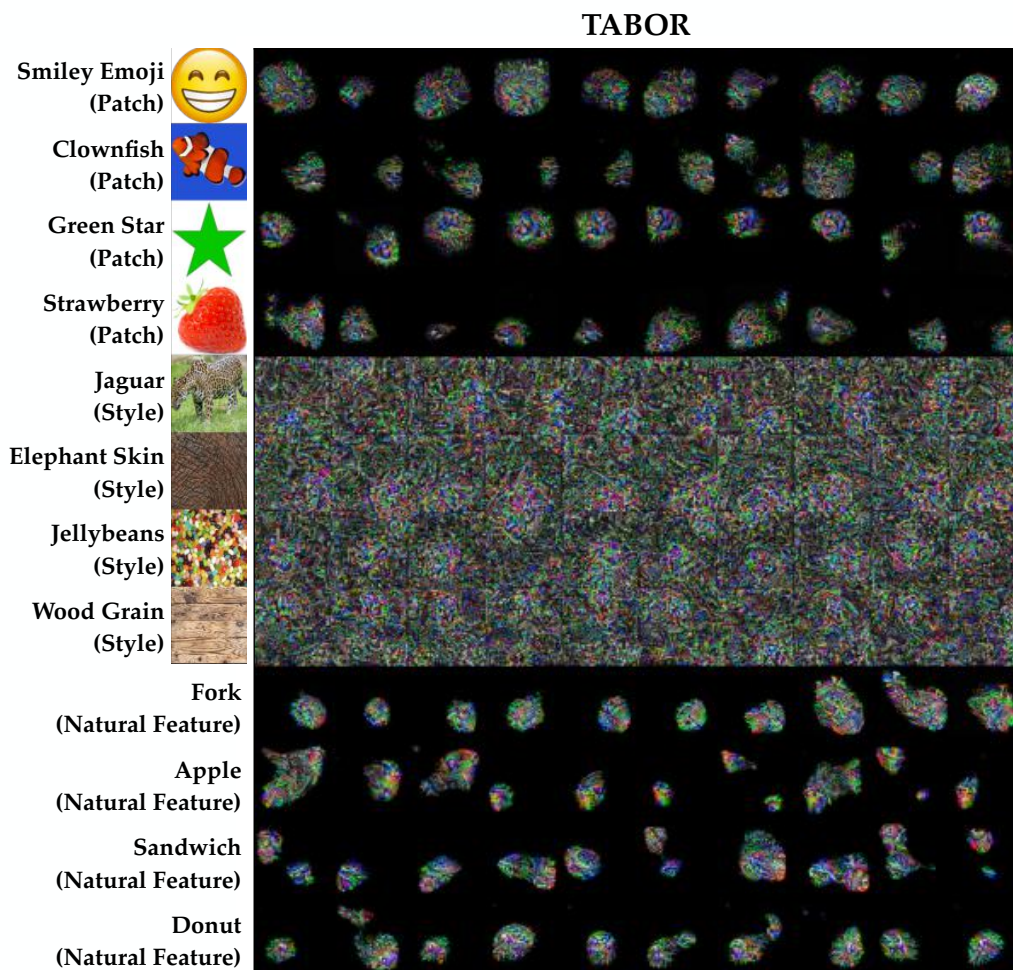 TABOR
Smiley Emoji
(Patch)
Clownfish
(Patch)
Green Star
(Patch)
Strawberry
(Patch)
Jaguar
(Style)
Elephant Skin
(Style)
Jellybeans
(Style)
Wood Grain
(Style)
Fork
(Natural Feature)
Apple
(Natural Feature)
Sandwich
(Natural Feature)
Donut
(Natural Feature)